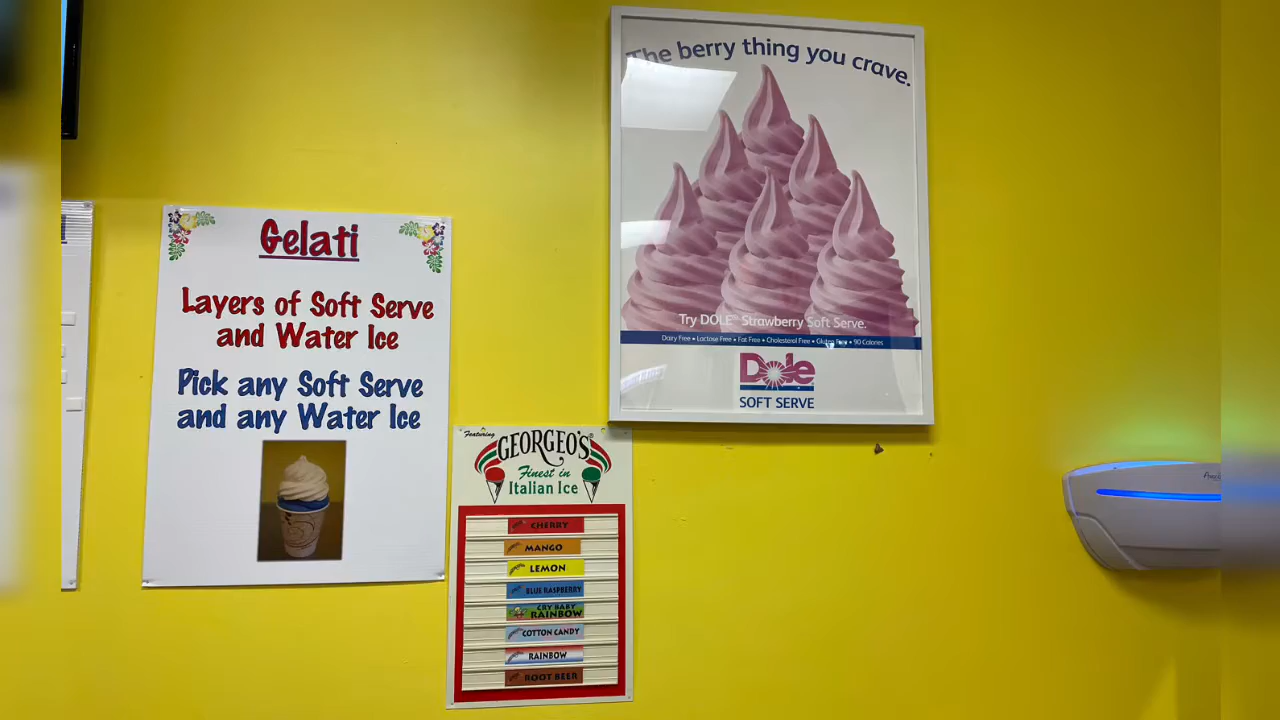 Gelati
Layers of Soft Serve
and Water Ice
Pick any Soft Serve
and any Water Ice
The berry thing you crave.
Try DOLE® Strawberry Soft Serve.
Dairy Free • Lactose Free • Fat Free • Cholesterol Free • Gluten Free • 90 Calories
Dole
SOFT SERVE
Featuring
GEORGEO'S
Finest in
Italian Ice
CHERRY
MANGO
LEMON
BLUE RASPBERRY
CRY BABY
RAINBOW
COTTON CANDY
RAINBOW
ROOT BEER